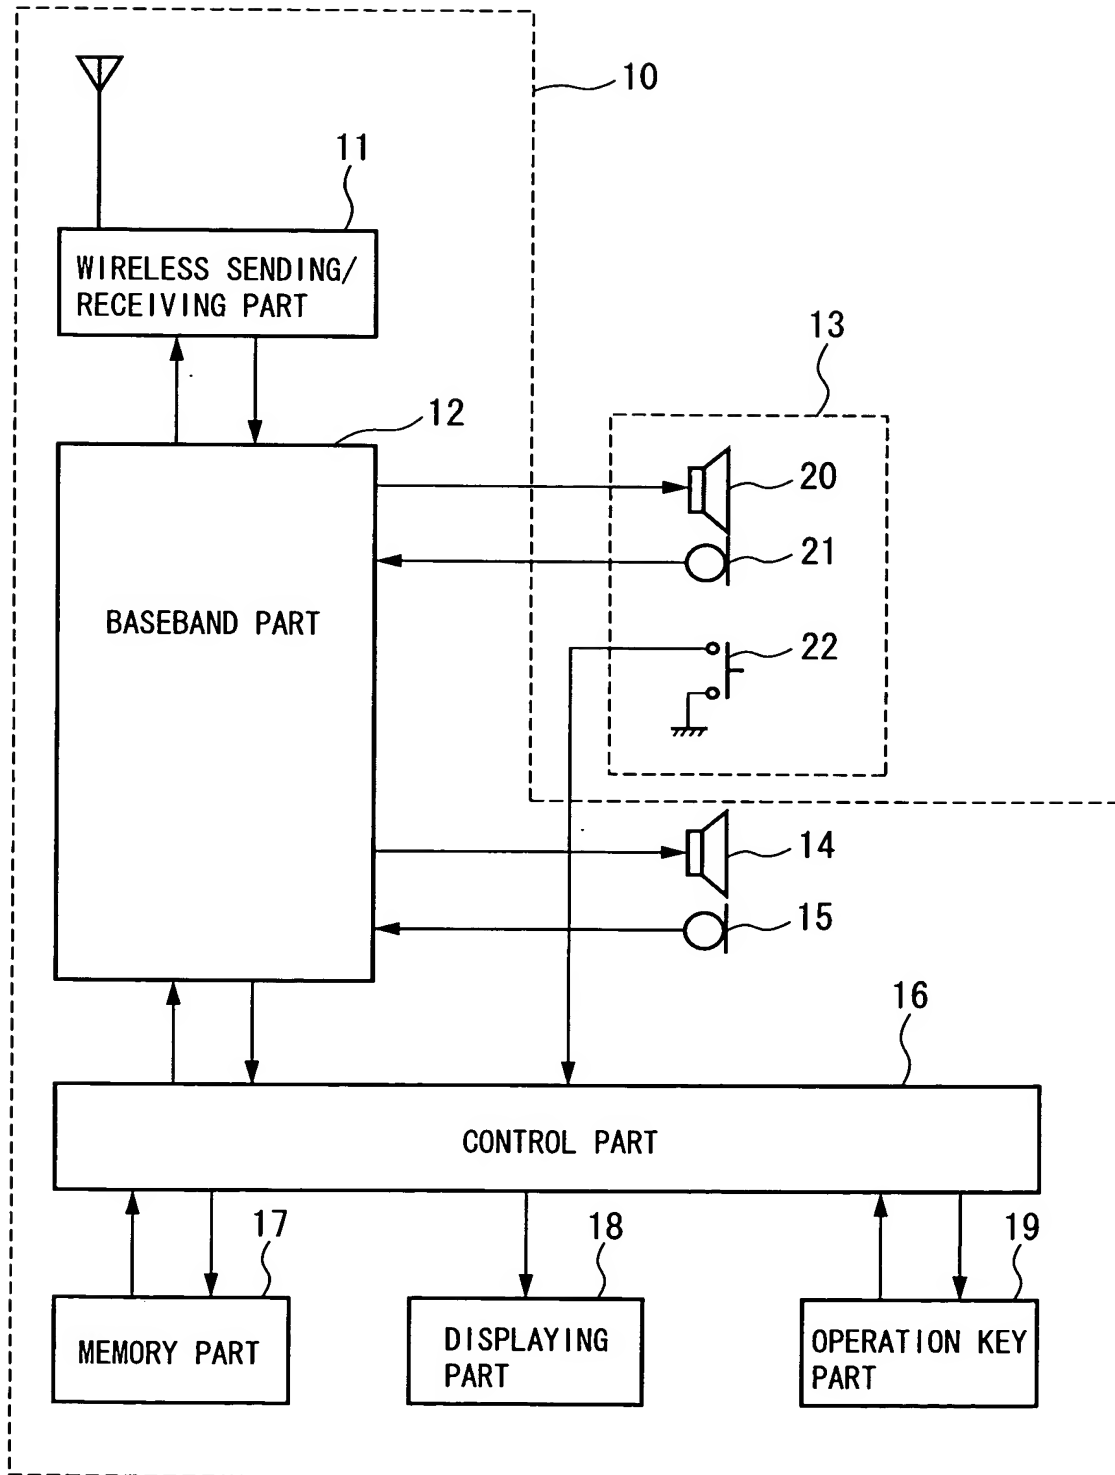 10
11
WIRELESS SENDING/
RECEIVING PART
13
12
20
21
BASEBAND PART
22
14
15
16
CONTROL PART
17
18
19
MEMORY PART
DISPLAYING
PART
OPERATION KEY
PART